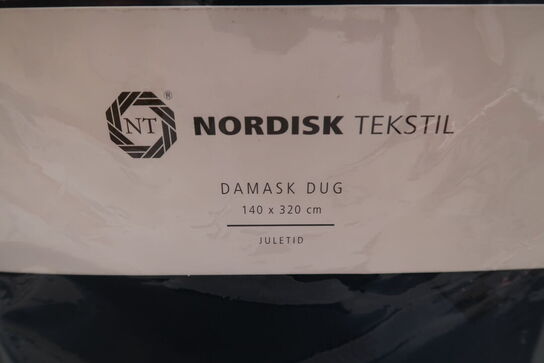 NT ®
NORDISK TEKSTIL
DAMASK DUG
140 x 320 cm
JULETID